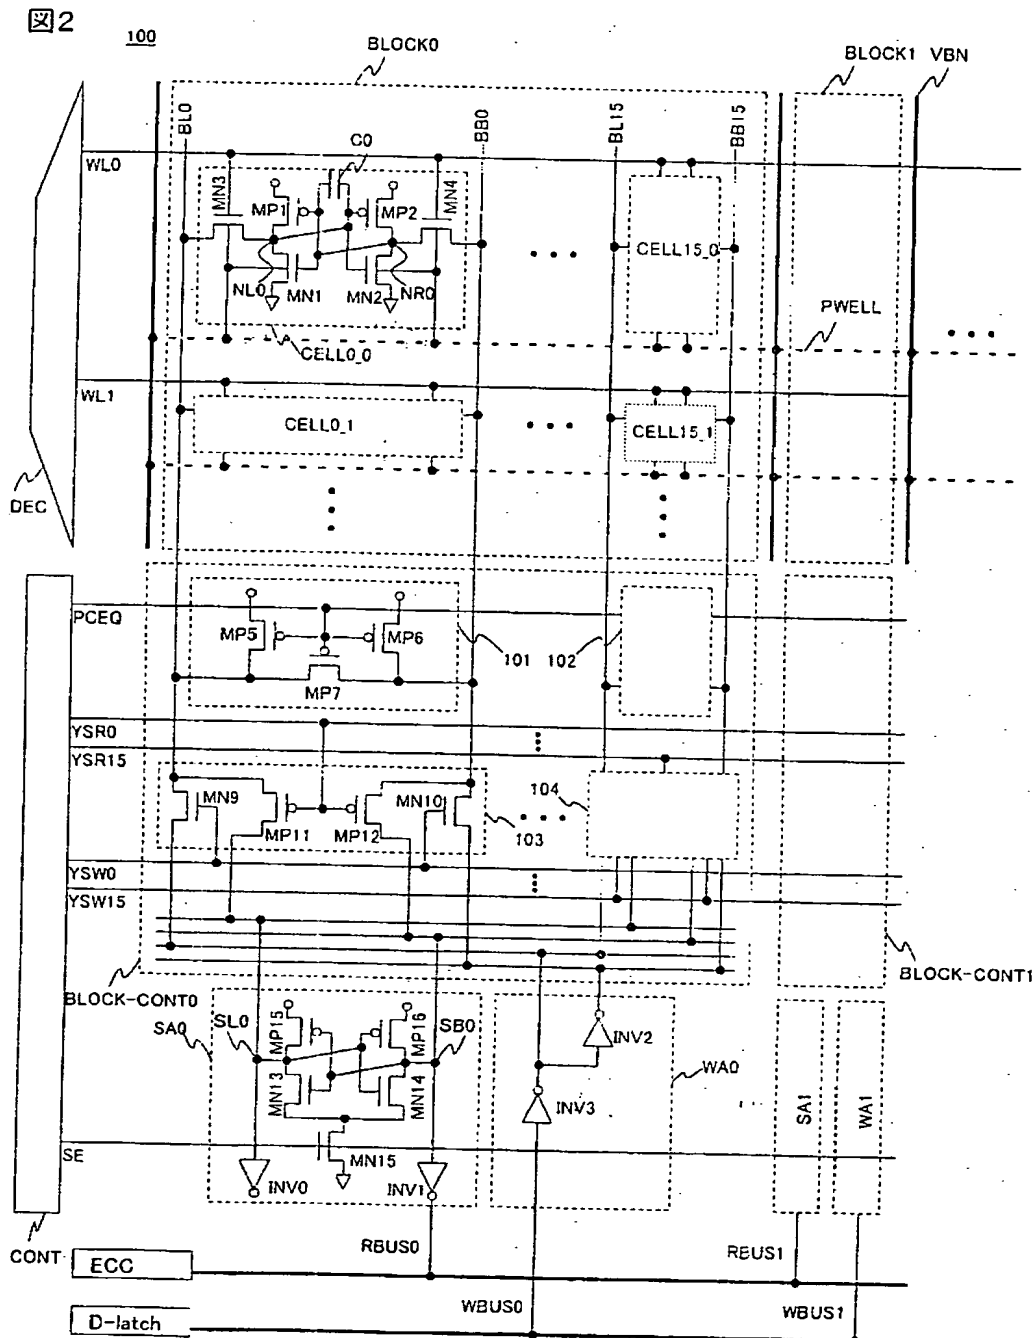 図2
100
BLOCK0
BLOCK1 VBN
BL0
BB0
BL15
BB15
C0
WL0
MN3
MP1
MP2
MN4
CELL15_0
NL0
MN1
MN2
NR0
PWELL
CELL0_0
WL1
CELL0_1
CELL15_1
DEC
PCEQ
MP5
MP6
101
102
MP7
YSR0
YSR15
MN9
MP11
MP12
MN10
103
104
YSW0
YSW15
BLOCK-CONT0
BLOCK-CONT1
SA0
SL0
MP15
MP16
SB0
INV2
WA0
MN13
MN14
INV3
SA1
WA1
SE
MN15
INV0
INV1
CONT
RBUS0
RBUS1
ECC
WBUS0
WBUS1
D-latch